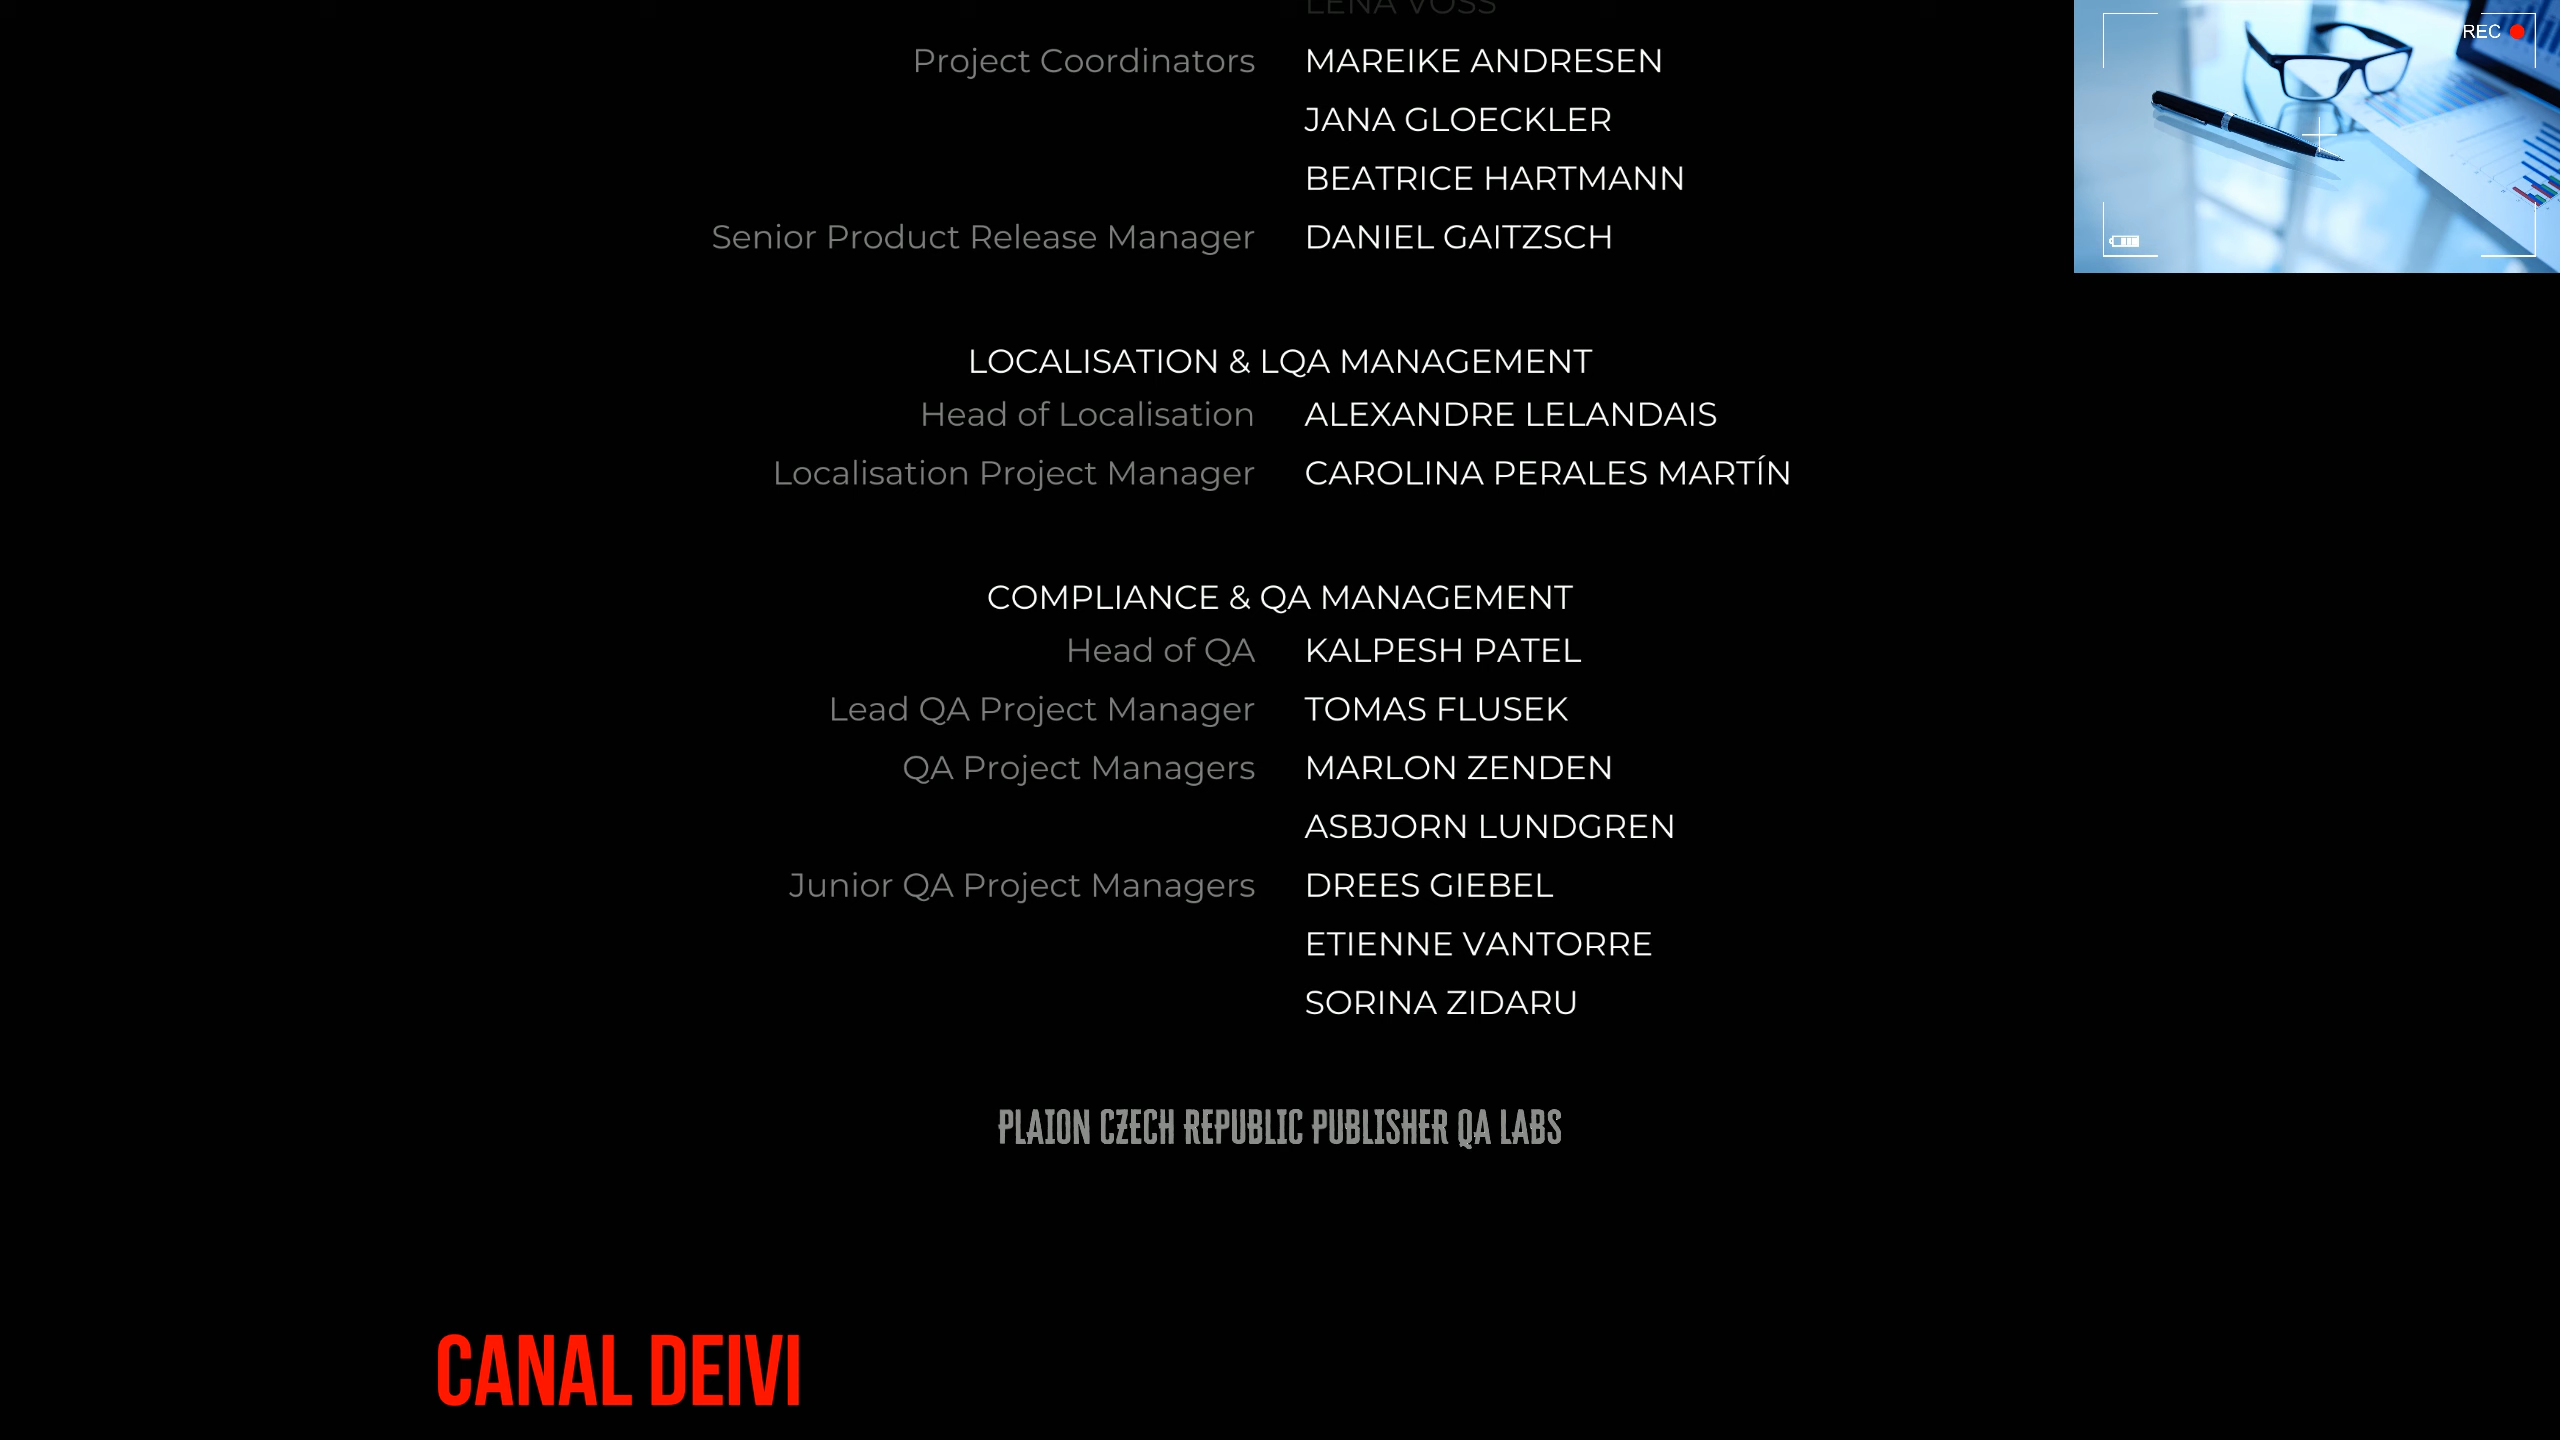 LENA VOSS
Project Coordinators MAREIKE ANDRESEN
JANA GLOECKLER
BEATRICE HARTMANN
Senior Product Release Manager DANIEL GAITZSCH
REC
LOCALISATION & LQA MANAGEMENT
Head of Localisation ALEXANDRE LELANDAIS
Localisation Project Manager CAROLINA PERALES MARTÍN
COMPLIANCE & QA MANAGEMENT
Head of QA KALPESH PATEL
Lead QA Project Manager TOMAS FLUSEK
QA Project Managers MARLON ZENDEN
ASBJORN LUNDGREN
Junior QA Project Managers DREES GIEBEL
ETIENNE VANTORRE
SORINA ZIDARU
PLAION CZECH REPUBLIC PUBLISHER QA LABS
CANAL DEIVI